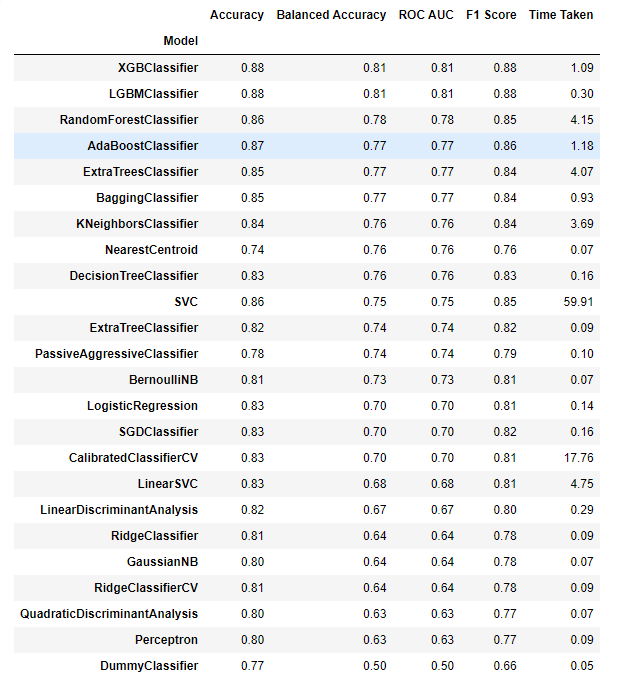 Accuracy Balanced Accuracy ROC AUC F1 Score Time Taken
Model
XGBClassifier 0.88 0.81 0.81 0.88 1.09
LGBMClassifier 0.88 0.81 0.81 0.88 0.30
RandomForestClassifier 0.86 0.78 0.78 0.85 4.15
AdaBoostClassifier 0.87 0.77 0.77 0.86 1.18
ExtraTreesClassifier 0.85 0.77 0.77 0.84 4.07
BaggingClassifier 0.85 0.77 0.77 0.84 0.93
KNeighborsClassifier 0.84 0.76 0.76 0.84 3.69
NearestCentroid 0.74 0.76 0.76 0.76 0.07
DecisionTreeClassifier 0.83 0.76 0.76 0.83 0.16
SVC 0.86 0.75 0.75 0.85 59.91
ExtraTreeClassifier 0.82 0.74 0.74 0.82 0.09
PassiveAggressiveClassifier 0.78 0.74 0.74 0.79 0.10
BernoulliNB 0.81 0.73 0.73 0.81 0.07
LogisticRegression 0.83 0.70 0.70 0.81 0.14
SGDClassifier 0.83 0.70 0.70 0.82 0.16
CalibratedClassifierCV 0.83 0.70 0.70 0.81 17.76
LinearSVC 0.83 0.68 0.68 0.81 4.75
LinearDiscriminantAnalysis 0.82 0.67 0.67 0.80 0.29
RidgeClassifier 0.81 0.64 0.64 0.78 0.09
GaussianNB 0.80 0.64 0.64 0.78 0.07
RidgeClassifierCV 0.81 0.64 0.64 0.78 0.09
QuadraticDiscriminantAnalysis 0.80 0.63 0.63 0.77 0.07
Perceptron 0.80 0.63 0.63 0.77 0.09
DummyClassifier 0.77 0.50 0.50 0.66 0.05